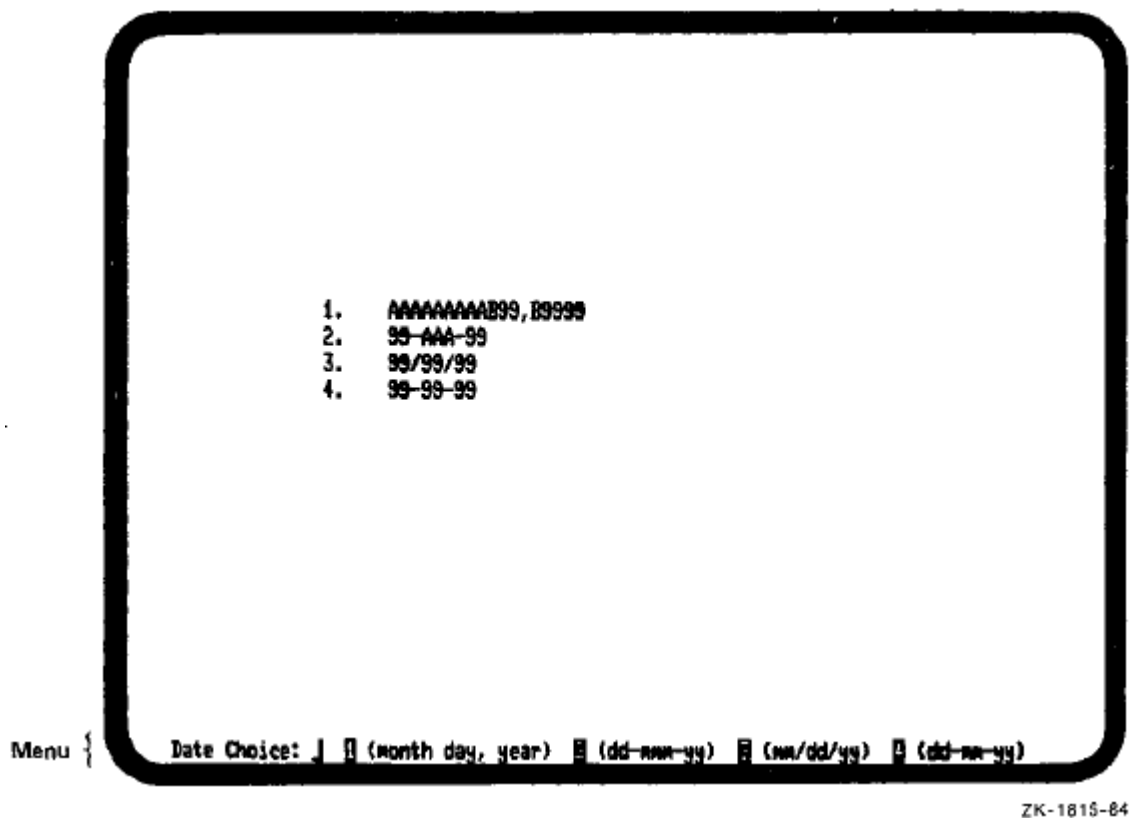 1. AAAAAAAAAB99,B9999
2. 99-AAA-99
3. 99/99/99
4. 99-99-99
Menu { Date Choice: (month day, year) (dd-mmm-yy) (mm/dd/yy) (dd-mm-yy)
ZK-1815-84